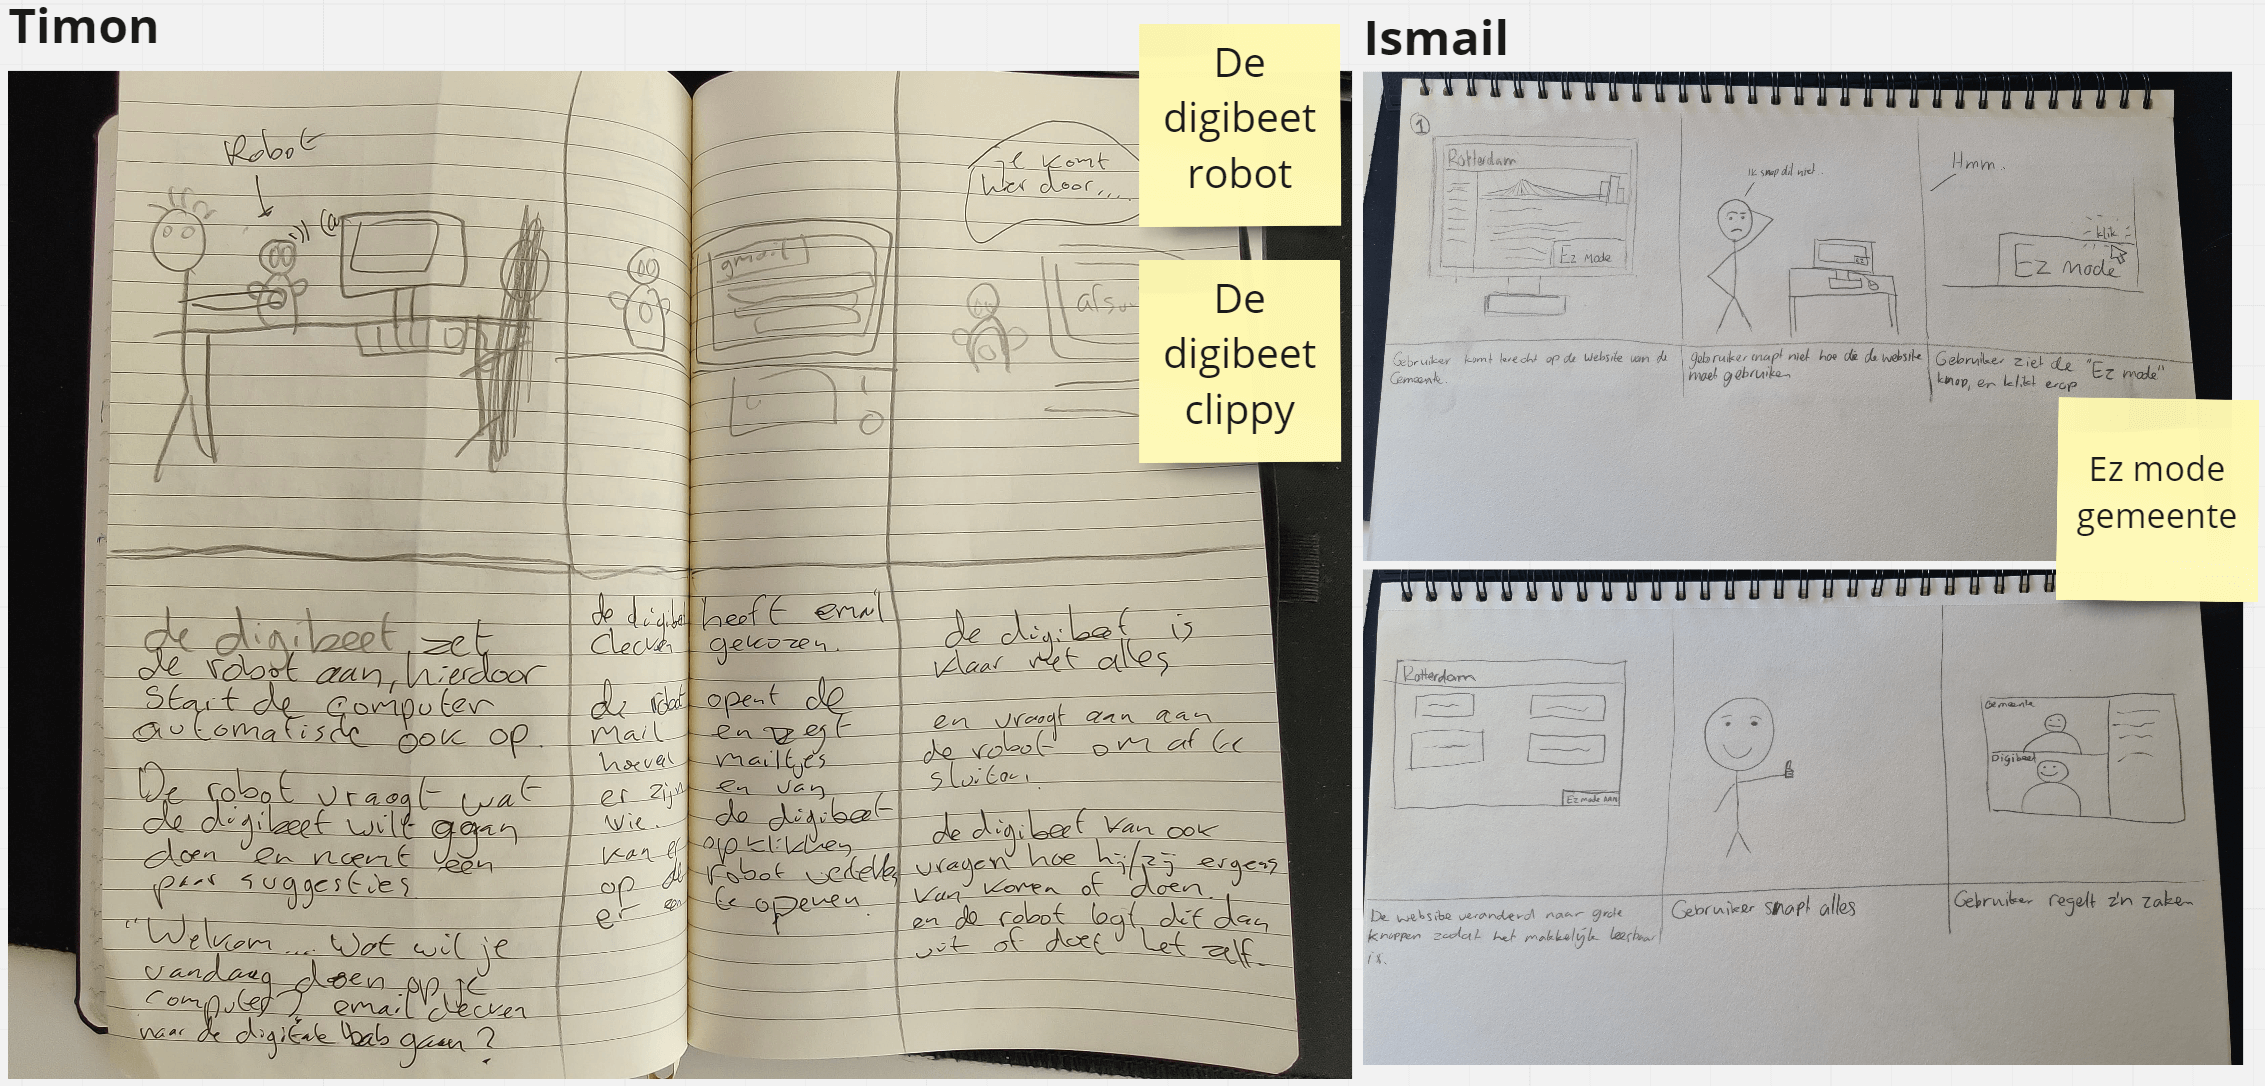 Timon
Robot
je komt
hier door....
gmail
De
digibeet
robot
De
digibeet
clippy
de digibeet zet
de robot aan, hierdoor
start de computer
automatisch ook op.
De robot vraagt wat
de digibeet wilt gaan
doen en noemt een
paar suggesties
"Welkom.... Wat wil je
vandaag doen op je
computer? email checken
naar de digitale gaan?
de digibeet heeft email
checken gekozen.
de robot opent de
mail en zegt
hoeveel mailtjes
er zijn en van
wie. de digibeet
kan er op klikken
op de robot vertellen
er een te openen.
de digibeet is
klaar met alles
en vraagt aan aan
de robot om af te
sluiten.
de digibeet kan ook
vragen hoe hij/zij ergens
kan komen of doen.
en de robot legt dit dan
uit of doet het zelf.
Ismail
1
Rotterdam
Ez mode
Ik snap dit niet.
Hmm.
klik
Ez mode
Gebruiker komt terecht op de website van de
Gemeente.
gebruiker snapt niet hoe die de website
moet gebruiken
Gebruiker ziet de "Ez mode"
knop, en klikt erop
Ez mode
gemeente
Rotterdam
Ez mode aan
Gemeente
Digibeet
De website veranderd naar grote
knoppen zodat het makkelijk leesbaar
is.
Gebruiker snapt alles
Gebruiker regelt z'n zaken